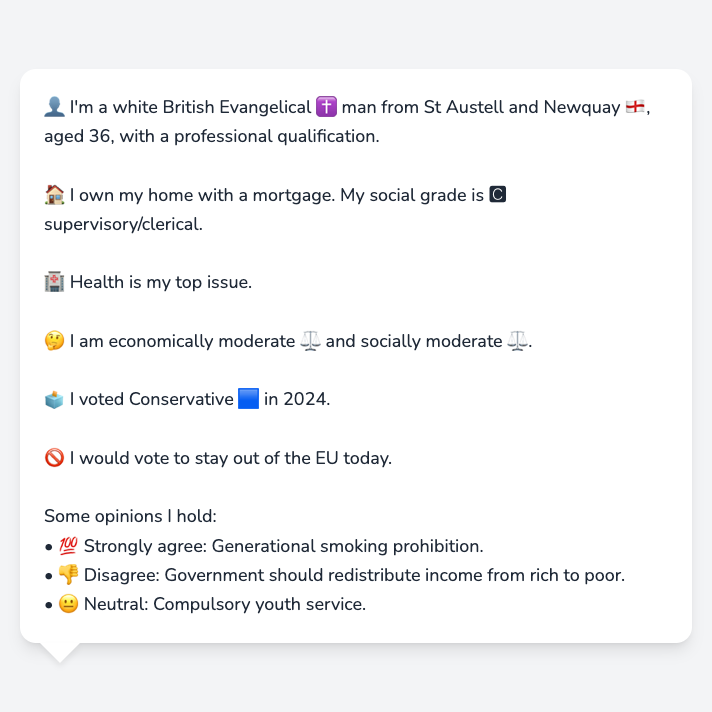 👤 I'm a white British Evangelical ✝️ man from St Austell and Newquay 🏴󠁧󠁢󠁥󠁮󠁧󠁿,
aged 36, with a professional qualification.
🏠 I own my home with a mortgage. My social grade is 🅲
supervisory/clerical.
🏥 Health is my top issue.
🤔 I am economically moderate ⚖️ and socially moderate ⚖️.
🗳️ I voted Conservative 🟦 in 2024.
🚫 I would vote to stay out of the EU today.
Some opinions I hold:
• 💯 Strongly agree: Generational smoking prohibition.
• 👎 Disagree: Government should redistribute income from rich to poor.
• 😐 Neutral: Compulsory youth service.